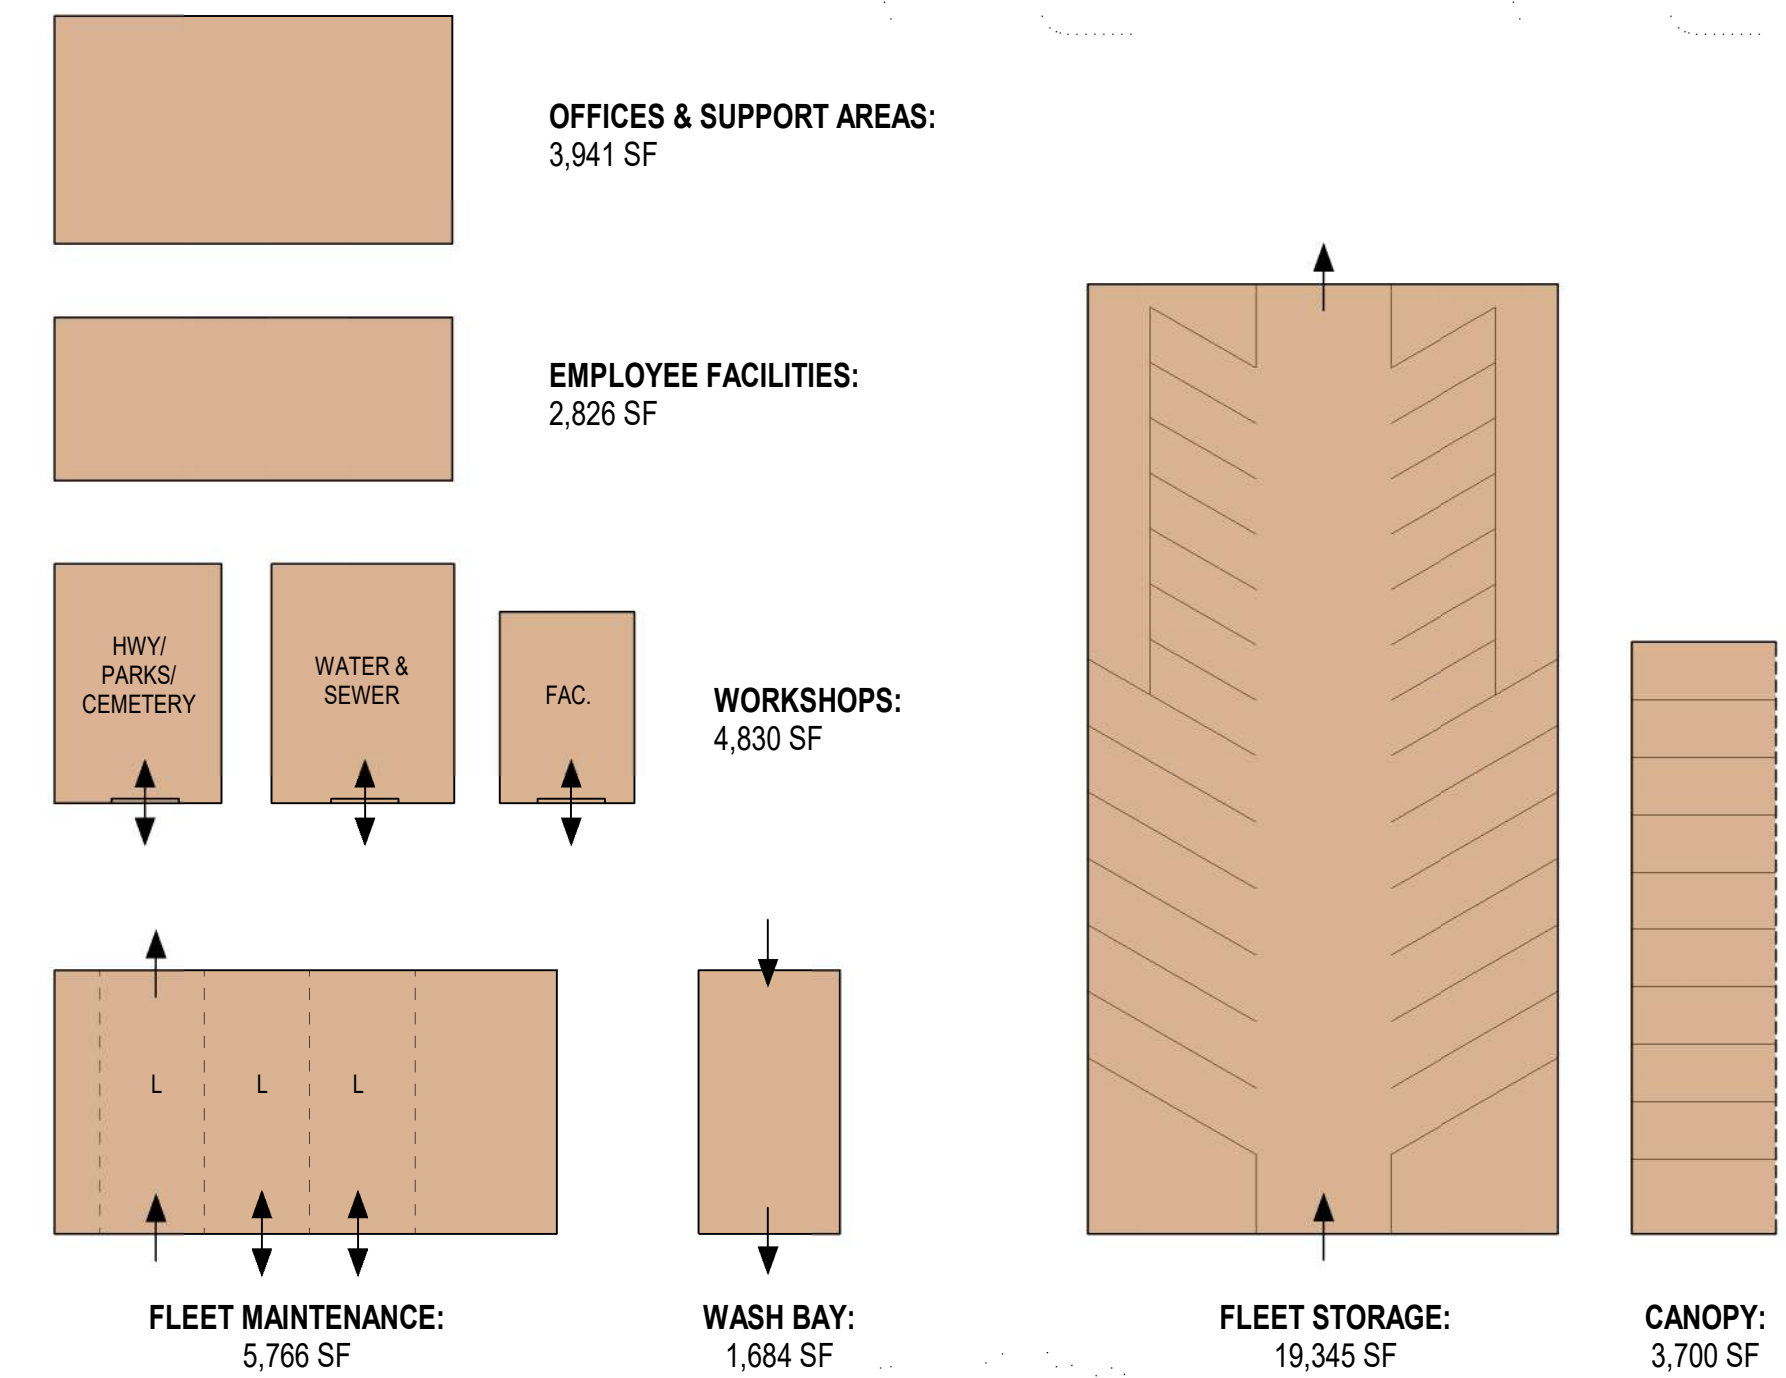 OFFICES & SUPPORT AREAS:
3,941 SF
EMPLOYEE FACILITIES:
2,826 SF
HWY/
PARKS/
CEMETERY
WATER &
SEWER
FAC.
WORKSHOPS:
4,830 SF
L
L
L
FLEET MAINTENANCE:
5,766 SF
WASH BAY:
1,684 SF
FLEET STORAGE:
19,345 SF
CANOPY:
3,700 SF